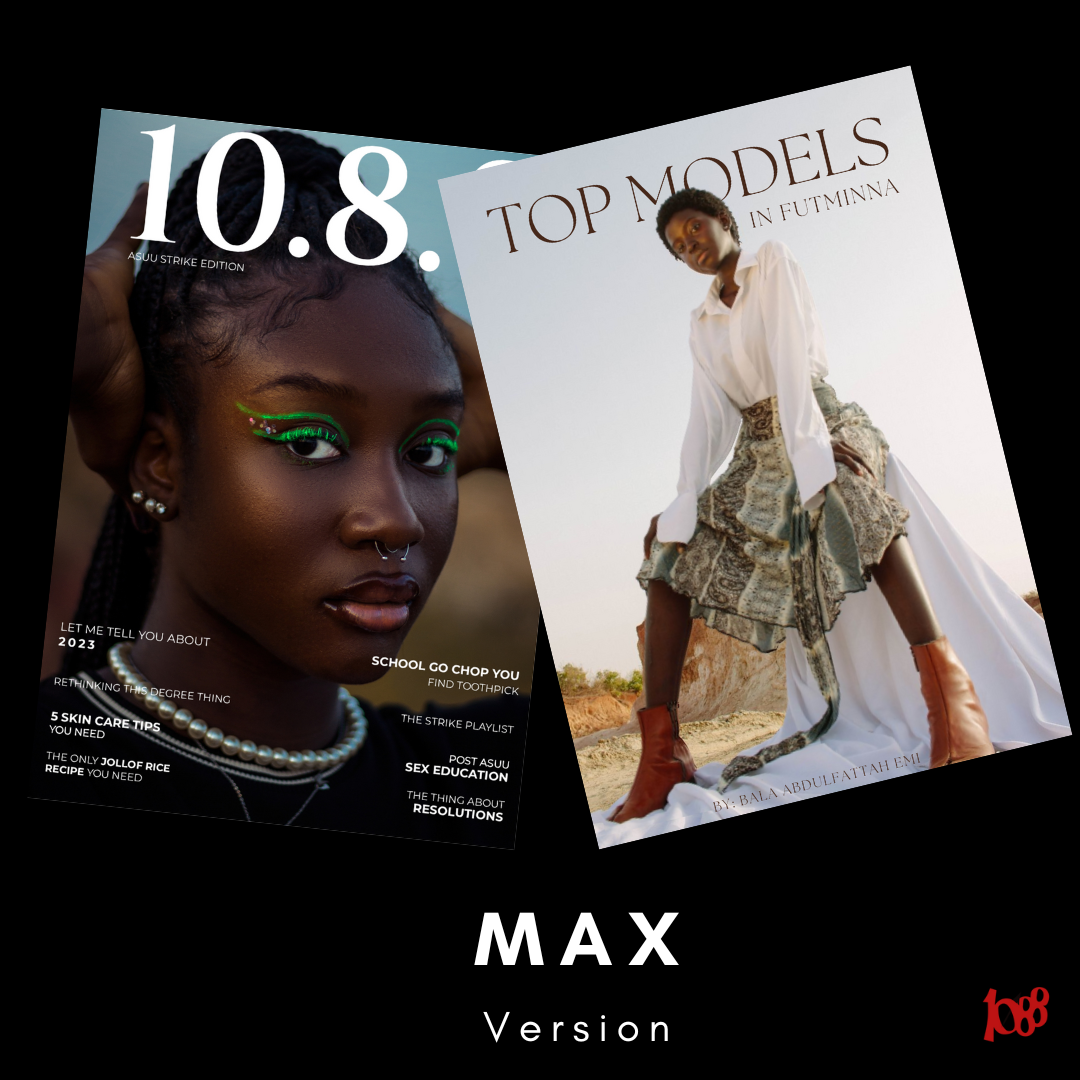 10.8.
ASUU STRIKE EDITION
LET ME TELL YOU ABOUT
2023
RETHINKING THIS DEGREE THING
5 SKIN CARE TIPS
YOU NEED
THE ONLY JOLLOF RICE
RECIPE YOU NEED
SCHOOL GO CHOP YOU
FIND TOOTHPICK
THE STRIKE PLAYLIST
POST ASUU
SEX EDUCATION
THE THING ABOUT
RESOLUTIONS
TOP MODELS
IN FUTMINNA
BY: BALA ABDULFATTAH EMI
MAX
Version
1088